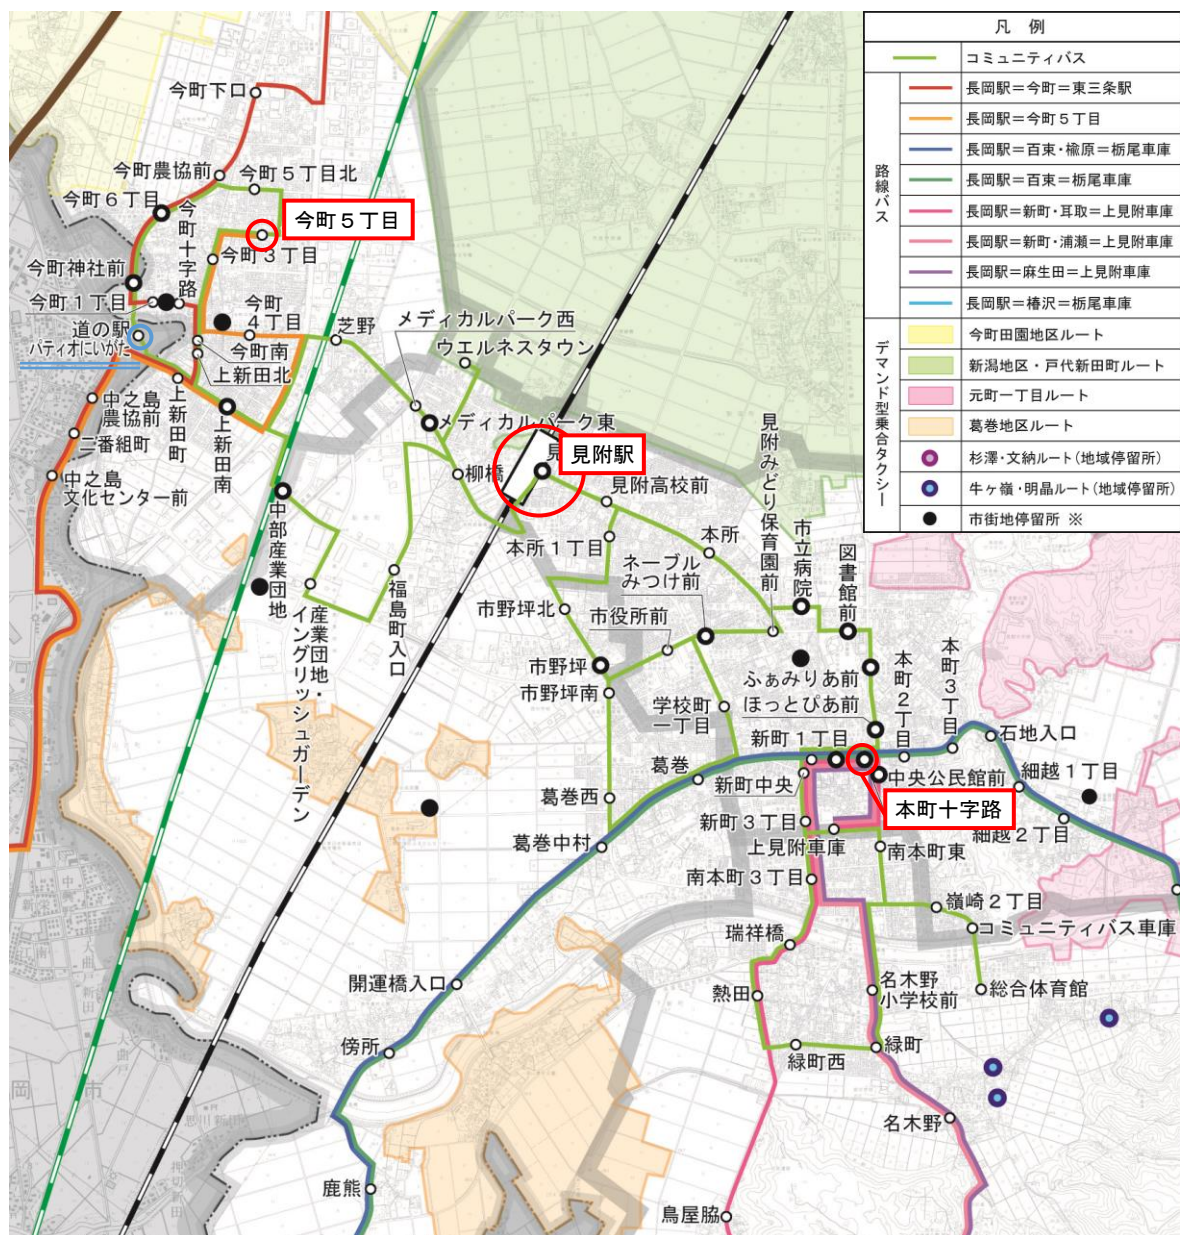 凡 例
コミュニティバス
路線バス
長岡駅＝今町＝東三条駅
長岡駅＝今町５丁目
長岡駅＝百束・楡原＝栃尾車庫
長岡駅＝百束＝栃尾車庫
長岡駅＝新町・耳取＝上見附車庫
長岡駅＝新町・浦瀬＝上見附車庫
長岡駅＝麻生田＝上見附車庫
長岡駅＝椿沢＝栃尾車庫
デマンド型乗合タクシー
今町田園地区ルート
新潟地区・戸代新田町ルート
元町一丁目ルート
葛巻地区ルート
杉澤・文納ルート（地域停留所）
牛ヶ嶺・明晶ルート（地域停留所）
市街地停留所 ※
今町下口
今町農協前
今町５丁目北
今町６丁目
今町十字路
今町５丁目
今町３丁目
今町神社前
今町１丁目
今町
４丁目
道の駅
パティオにいがた
今町南
上新田北
芝野
メディカルパーク西
ウエルネスタウン
中之島
農協前
上新田町
上新田南
二番組町
中之島
文化センター前
メディカルパーク東
見
見附駅
柳橋
見附高校前
中部産業団地
本所１丁目
本所
見附みどり保育園前
市立病院
図書館前
ネーブル
みつけ前
産業団地・
イングリッシュガーデン
福島町入口
市野坪北
市役所前
市野坪
市野坪南
学校町
一丁目
ふぁみりあ前
ほっとぴあ前
本町２丁目
本町３丁目
新町１丁目
石地入口
葛巻
新町中央
中央公民館前
細越１丁目
本町十字路
葛巻西
新町３丁目
細越２丁目
葛巻中村
上見附車庫
南本町東
南本町３丁目
嶺崎２丁目
コミュニティバス車庫
瑞祥橋
開運橋入口
熱田
名木野
小学校前
総合体育館
傍所
緑町西
緑町
名木野
鹿熊
鳥屋脇
岡
市